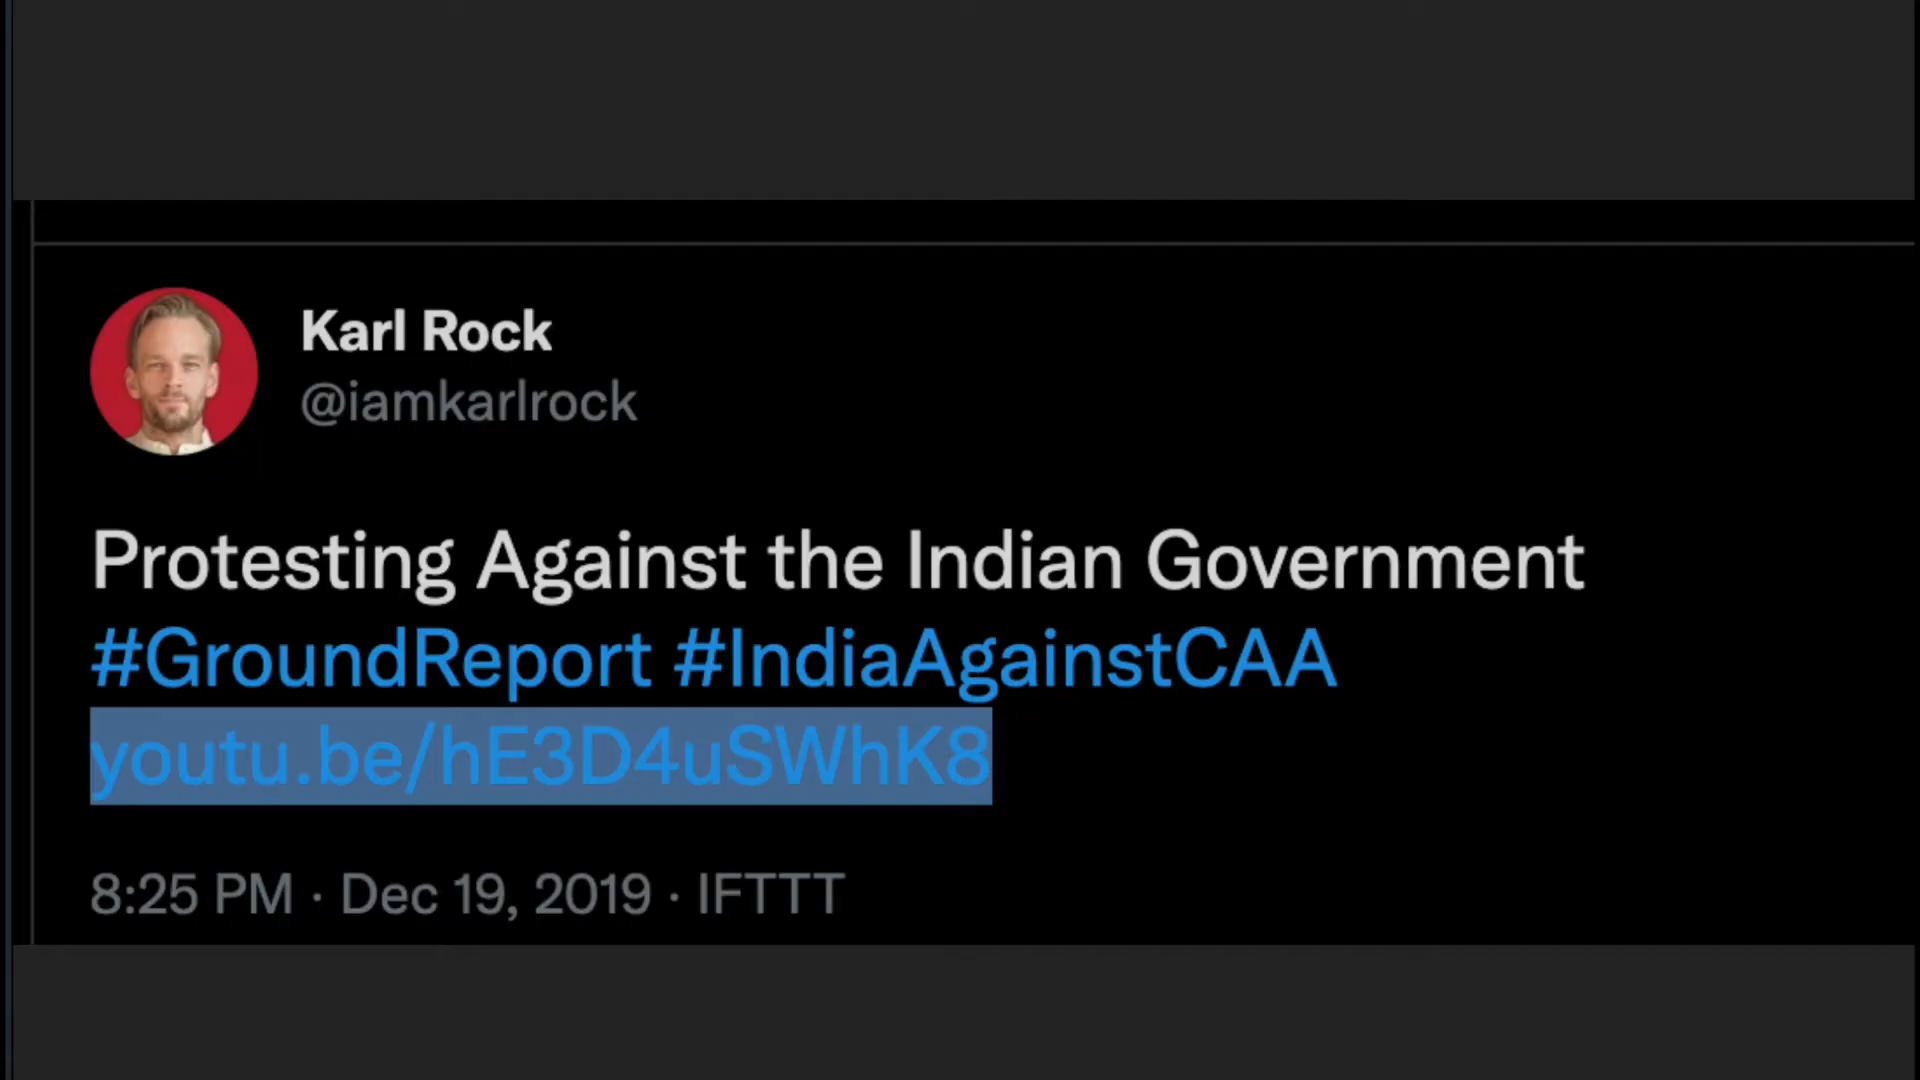 Karl Rock
@iamkarlrock
Protesting Against the Indian Government
#GroundReport #IndiaAgainstCAA
youtu.be/hE3D4uSWhK8
8:25 PM · Dec 19, 2019 · IFTTT